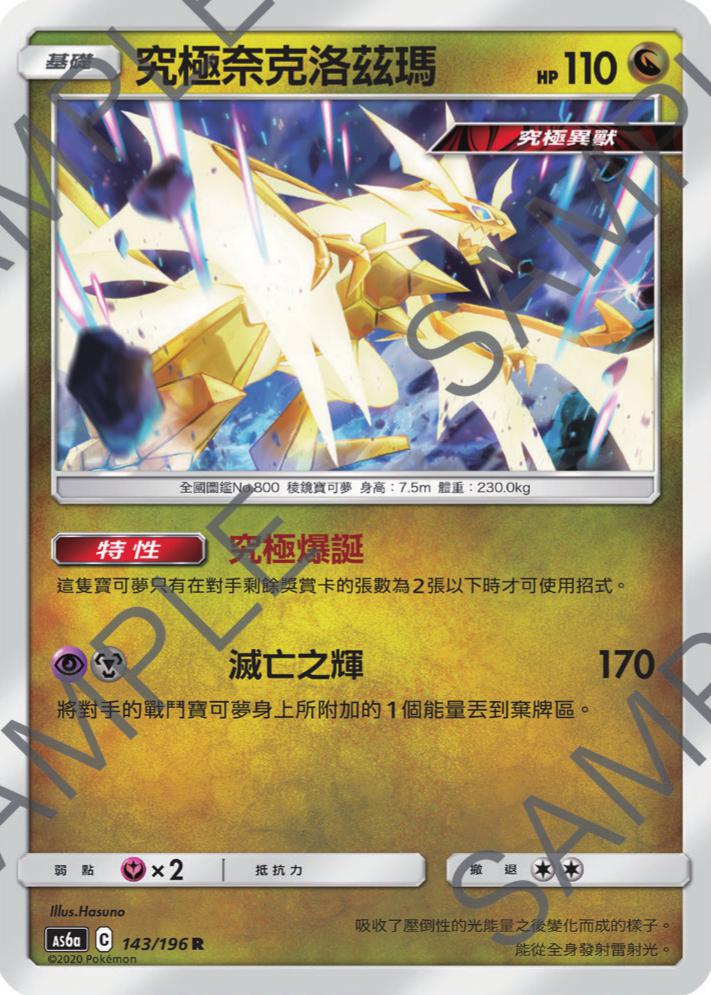 基礎
究極奈克洛茲瑪
HP 110
究極異獸
全國圖鑑No.800 稜鏡寶可夢 身高：7.5m 體重：230.0kg
特性 究極爆誕
這隻寶可夢只有在對手剩餘獎賞卡的張數為2張以下時才可使用招式。
滅亡之輝 170
將對手的戰鬥寶可夢身上所附加的1個能量丟到棄牌區。
弱點 ×2 抵抗力 撤退
Illus.Hasuno
吸收了壓倒性的光能量之後變化而成的樣子。
能從全身發射雷射光。
AS6a C 143/196 R
©2020 Pokémon
SAMPLE
SAMPLE
SAMPLE
SAMPLE
SAMPLE
SAMPLE